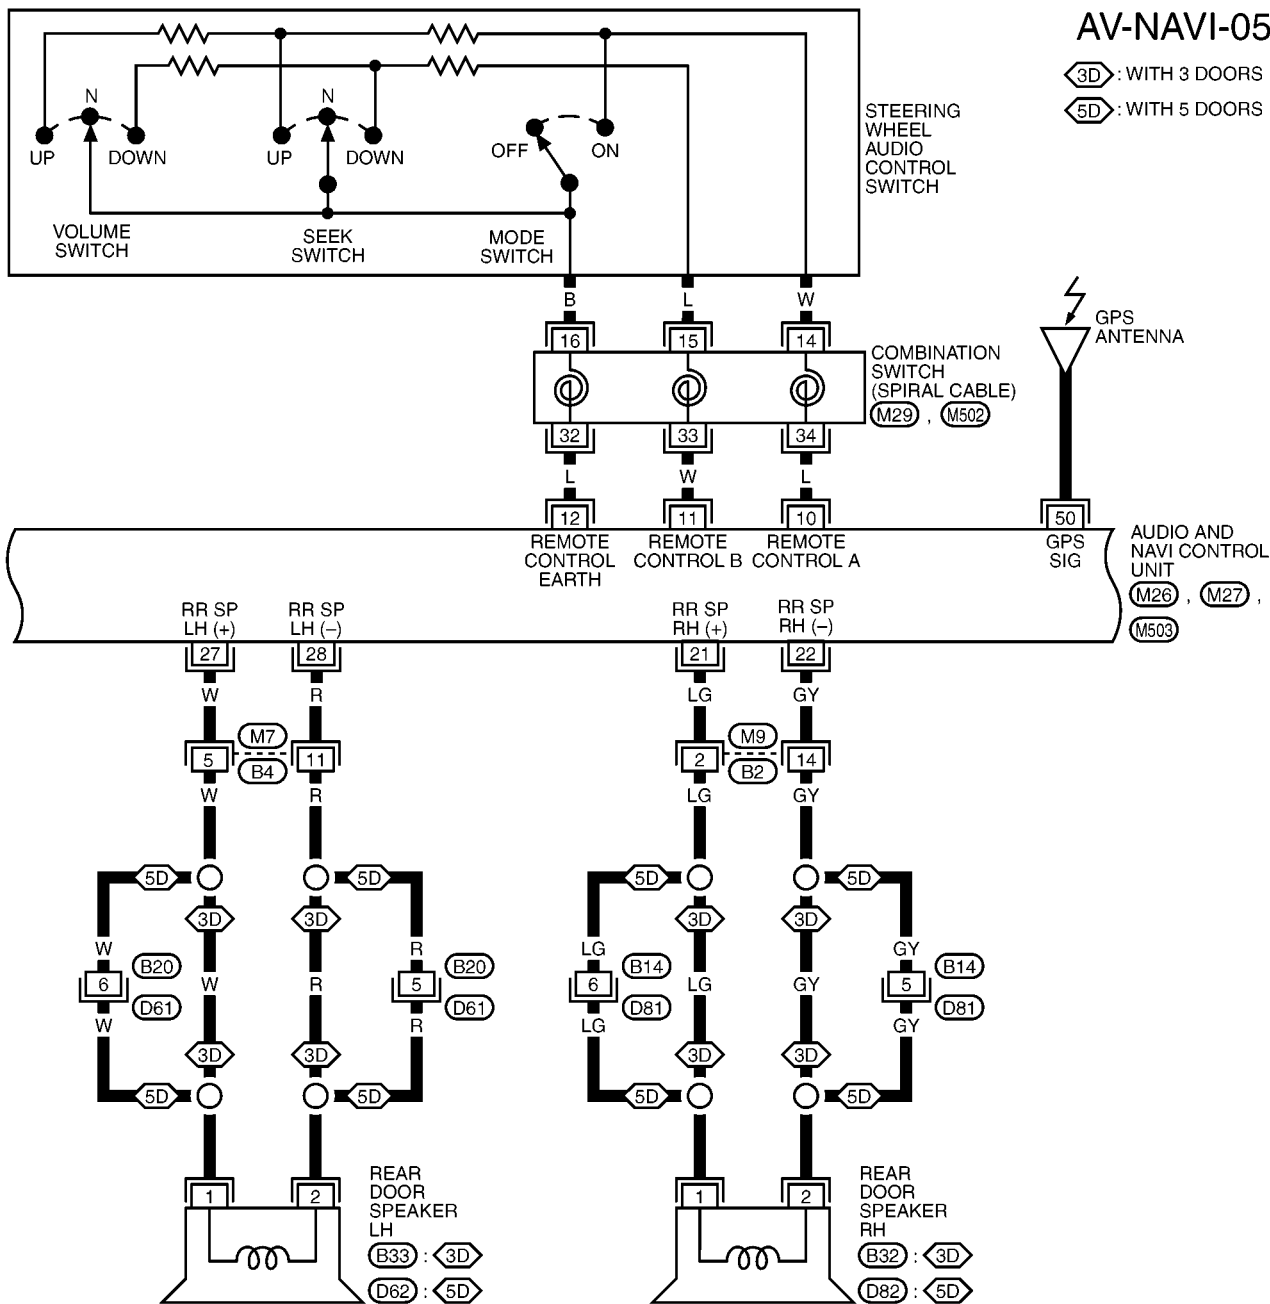 AV-NAVI-05
3D : WITH 3 DOORS
5D : WITH 5 DOORS
N
N
UP
DOWN
UP
DOWN
OFF
ON
VOLUME
SWITCH
SEEK
SWITCH
MODE
SWITCH
STEERING
WHEEL
AUDIO
CONTROL
SWITCH
B
L
W
16
15
14
COMBINATION
SWITCH
(SPIRAL CABLE)
M29 , M502
GPS
ANTENNA
32
33
34
L
W
L
12
11
10
50
REMOTE
CONTROL
EARTH
REMOTE
CONTROL B
REMOTE
CONTROL A
GPS
SIG
AUDIO AND
NAVI CONTROL
UNIT
M26 , M27 ,
M503
RR SP
LH (+)
RR SP
LH (–)
RR SP
RH (+)
RR SP
RH (–)
27
28
21
22
W
R
LG
GY
M7
M9
5
11
2
14
B4
B2
W
R
LG
GY
5D
5D
5D
5D
3D
3D
3D
3D
W
R
LG
GY
B20
B20
B14
B14
6
W
R
5
6
LG
GY
5
D61
D61
D81
D81
W
R
LG
GY
3D
3D
3D
3D
5D
5D
5D
5D
1
2
1
2
REAR
DOOR
SPEAKER
LH
B33 : 3D
D62 : 5D
REAR
DOOR
SPEAKER
RH
B32 : 3D
D82 : 5D